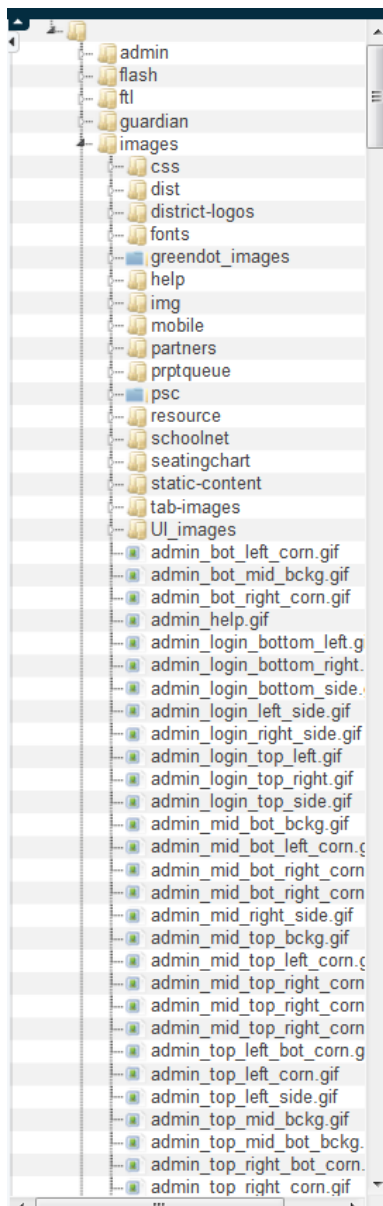 admin
flash
ftl
guardian
images
css
dist
district-logos
fonts
greendot_images
help
img
mobile
partners
prptqueue
psc
resource
schoolnet
seatingchart
static-content
tab-images
UI_images
admin_bot_left_corn.gif
admin_bot_mid_bckg.gif
admin_bot_right_corn.gif
admin_help.gif
admin_login_bottom_left.g
admin_login_bottom_right.
admin_login_bottom_side.
admin_login_left_side.gif
admin_login_right_side.gif
admin_login_top_left.gif
admin_login_top_right.gif
admin_login_top_side.gif
admin_mid_bot_bckg.gif
admin_mid_bot_left_corn.g
admin_mid_bot_right_corn
admin_mid_bot_right_corn
admin_mid_right_side.gif
admin_mid_top_bckg.gif
admin_mid_top_left_corn.g
admin_mid_top_right_corn
admin_mid_top_right_corn
admin_mid_top_right_corn
admin_top_left_bot_corn.g
admin_top_left_corn.gif
admin_top_left_side.gif
admin_top_mid_bckg.gif
admin_top_mid_bot_bckg.
admin_top_right_bot_corn.
admin_top_right_corn.gif